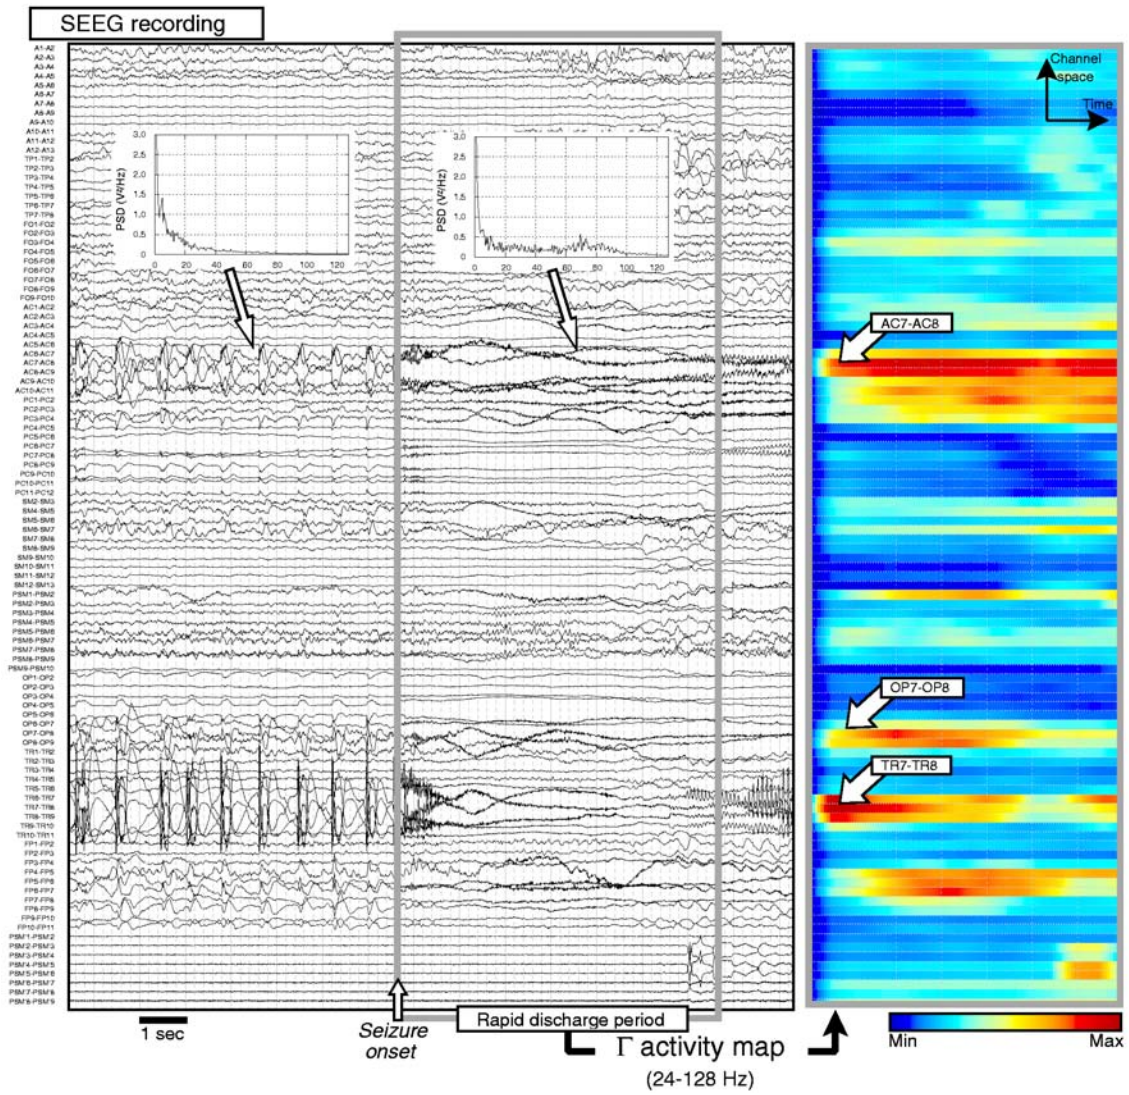 SEEG recording
A1-A2
A2-A3
A3-A4
A4-A5
A5-A6
A6-A7
A7-A8
A8-A9
A9-A10
A10-A11
A11-A12
A12-A13
TP1-TP2
TP2-TP3
TP3-TP4
TP4-TP5
TP5-TP6
TP6-TP7
TP7-TP8
FO1-FO2
FO2-FO3
FO3-FO4
FO4-FO5
FO5-FO6
FO6-FO7
FO7-FO8
FO8-FO9
FO9-FO10
AC1-AC2
AC2-AC3
AC3-AC4
AC4-AC5
AC5-AC6
AC6-AC7
AC7-AC8
AC8-AC9
AC9-AC10
AC10-AC11
PC1-PC2
PC2-PC3
PC3-PC4
PC4-PC5
PC5-PC6
PC6-PC7
PC7-PC8
PC8-PC9
PC9-PC10
PC10-PC11
PC11-PC12
SM2-SM3
SM4-SM5
SM5-SM6
SM6-SM7
SM7-SM8
SM8-SM9
SM9-SM10
SM10-SM11
SM11-SM12
SM12-SM13
PSM1-PSM2
PSM2-PSM3
PSM3-PSM4
PSM4-PSM5
PSM5-PSM6
PSM6-PSM7
PSM7-PSM8
PSM8-PSM9
PSM9-PSM10
OP1-OP2
OP2-OP3
OP3-OP4
OP4-OP5
OP5-OP6
OP6-OP7
OP7-OP8
OP8-OP9
TR1-TR2
TR2-TR3
TR3-TR4
TR4-TR5
TR5-TR6
TR6-TR7
TR7-TR8
TR8-TR9
TR9-TR10
TR10-TR11
FP1-FP2
FP2-FP3
FP3-FP4
FP4-FP5
FP5-FP6
FP6-FP7
FP7-FP8
FP8-FP9
FP9-FP10
FP10-FP11
PSM'1-PSM'2
PSM'2-PSM'3
PSM'3-PSM'4
PSM'4-PSM'5
PSM'5-PSM'6
PSM'6-PSM'7
PSM'7-PSM'8
PSM'8-PSM'9
PSD (V²/Hz)
3,0
2,5
2,0
1,5
1,0
0,5
0
0 20 40 60 80 100 120
PSD (V²/Hz)
3,0
2,5
2,0
1,5
1,0
0,5
0
0 20 40 60 80 100 120
Channel
space
Time
AC7-AC8
OP7-OP8
TR7-TR8
1 sec
Seizure
onset
Rapid discharge period
Γ activity map
(24-128 Hz)
Min Max